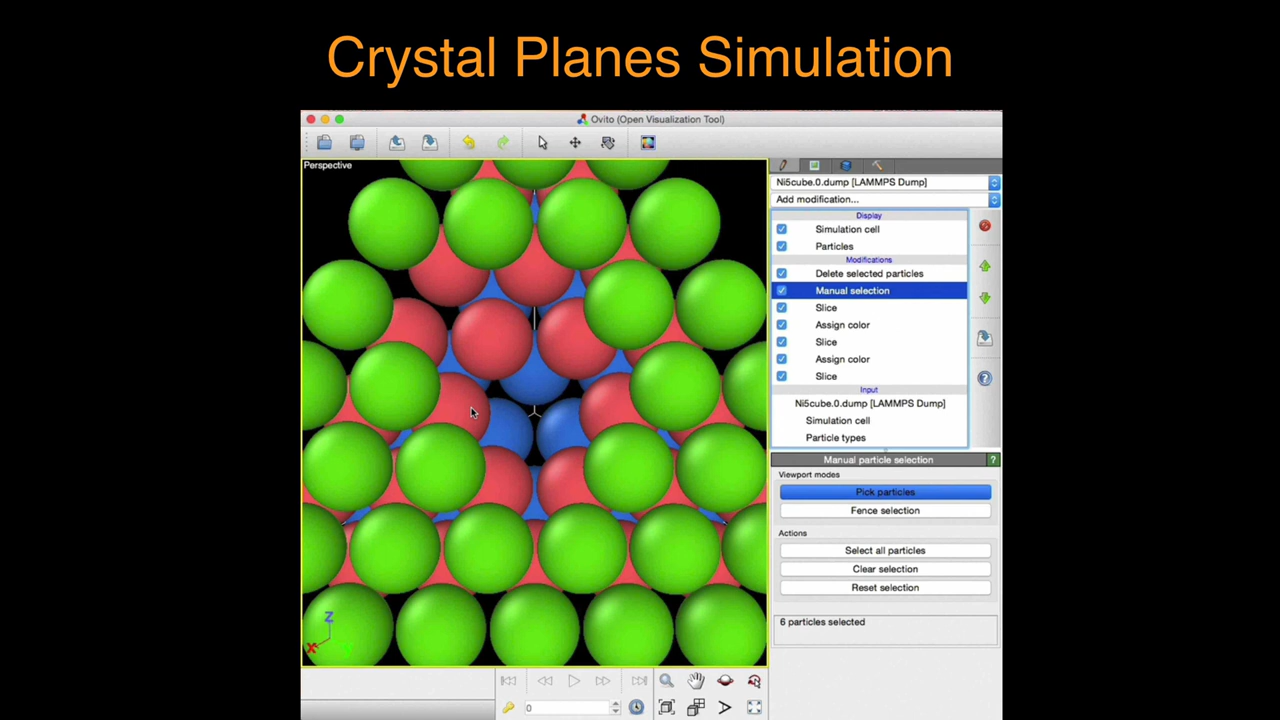 Crystal Planes Simulation
Ovito (Open Visualization Tool)
Perspective
Ni5cube.0.dump [LAMMPS Dump]
Add modification...
Display
Simulation cell
Particles
Modifications
Delete selected particles
Manual selection
Slice
Assign color
Slice
Assign color
Slice
Input
Ni5cube.0.dump [LAMMPS Dump]
Simulation cell
Particle types
Manual particle selection
?
Viewport modes
Pick particles
Fence selection
Actions
Select all particles
Clear selection
Reset selection
6 particles selected
Z
X
0